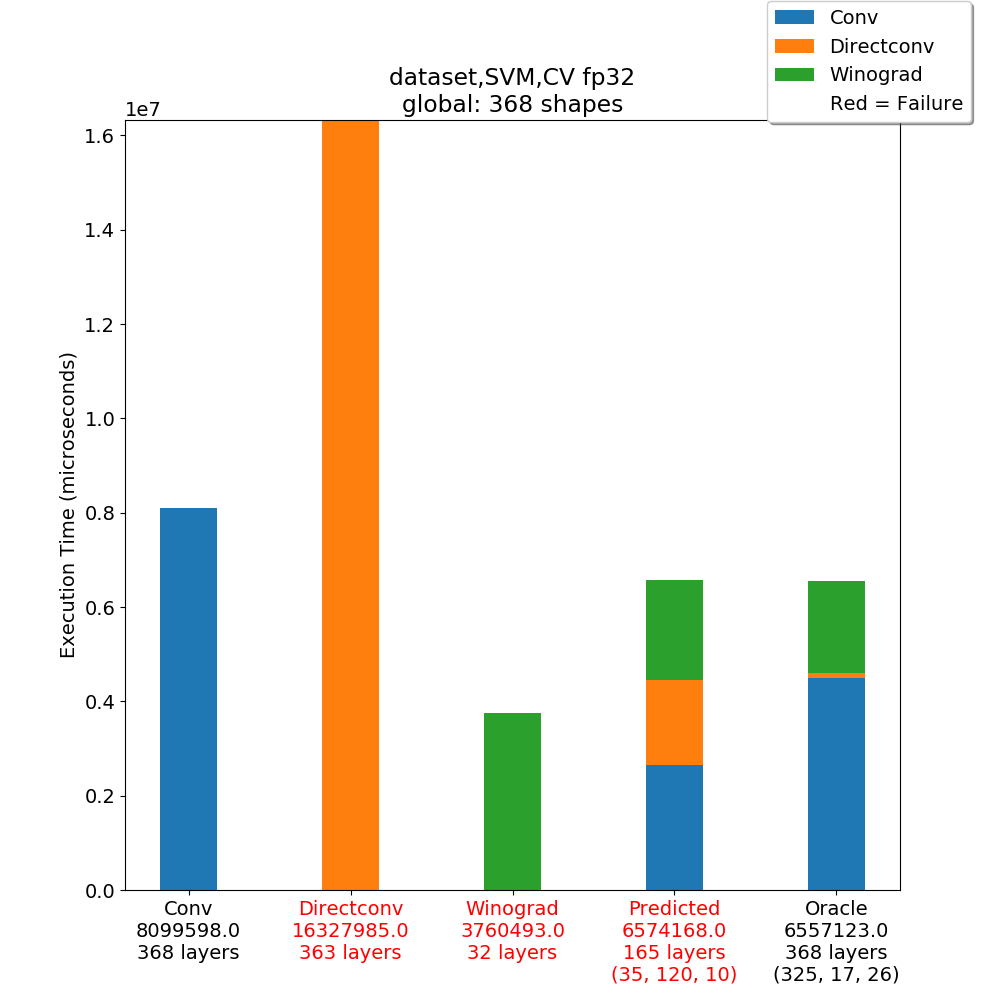 Conv
Directconv
Winograd
Red = Failure
dataset,SVM,CV fp32
global: 368 shapes
1e7
1.6
1.4
1.2
1.0
0.8
0.6
0.4
0.2
0.0
Execution Time (microseconds)
Conv
8099598.0
368 layers
Directconv
16327985.0
363 layers
Winograd
3760493.0
32 layers
Predicted
6574168.0
165 layers
(35, 120, 10)
Oracle
6557123.0
368 layers
(325, 17, 26)